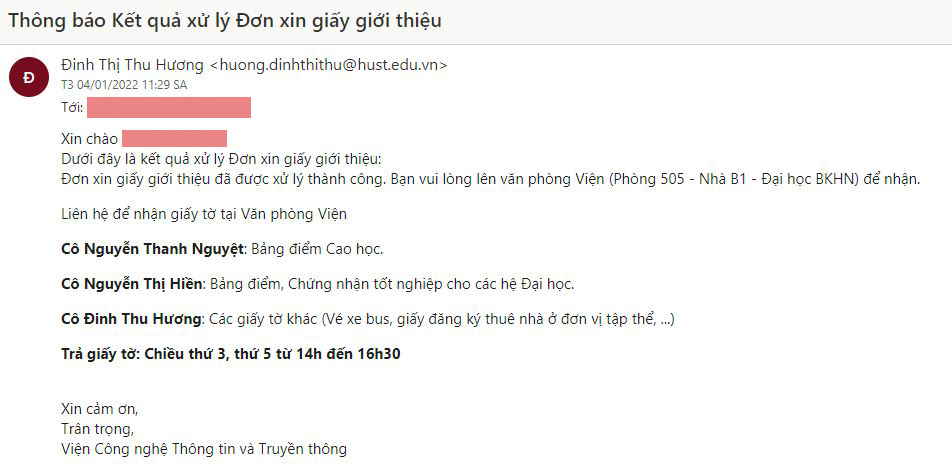 Thông báo Kết quả xử lý Đơn xin giấy giới thiệu
Đ
Đinh Thị Thu Hương <huong.dinhthithu@hust.edu.vn>
T3 04/01/2022 11:29 SA
Tới:
Xin chào
Dưới đây là kết quả xử lý Đơn xin giấy giới thiệu:
Đơn xin giấy giới thiệu đã được xử lý thành công. Bạn vui lòng lên văn phòng Viện (Phòng 505 - Nhà B1 - Đại học BKHN) để nhận.
Liên hệ để nhận giấy tờ tại Văn phòng Viện
Cô Nguyễn Thanh Nguyệt: Bảng điểm Cao học.
Cô Nguyễn Thị Hiền: Bảng điểm, Chứng nhận tốt nghiệp cho các hệ Đại học.
Cô Đinh Thu Hương: Các giấy tờ khác (Vé xe bus, giấy đăng ký thuê nhà ở đơn vị tập thể, ...)
Trả giấy tờ: Chiều thứ 3, thứ 5 từ 14h đến 16h30
Xin cảm ơn,
Trân trọng,
Viện Công nghệ Thông tin và Truyền thông